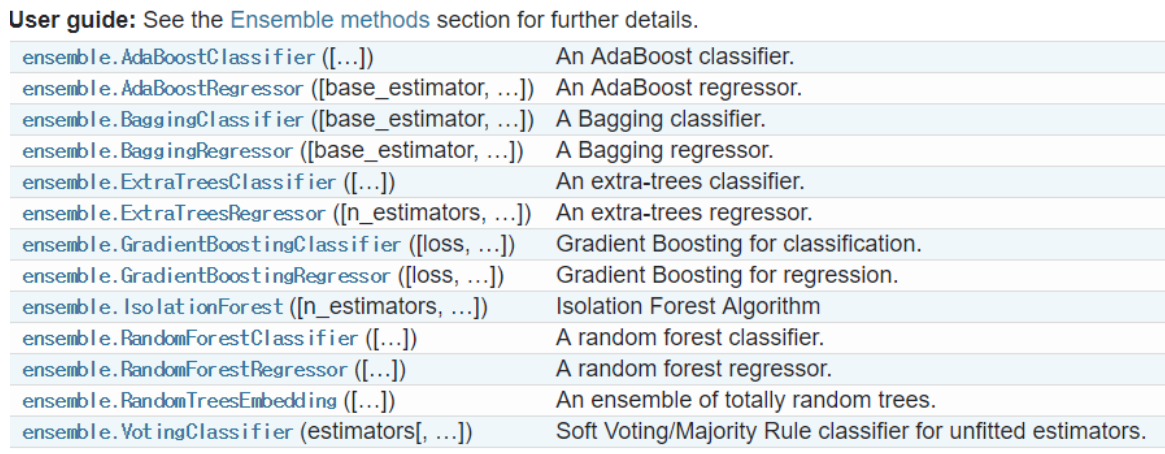 User guide: See the Ensemble methods section for further details.
ensemble.AdaBoostClassifier ([…]) An AdaBoost classifier.
ensemble.AdaBoostRegressor ([base_estimator, …]) An AdaBoost regressor.
ensemble.BaggingClassifier ([base_estimator, …]) A Bagging classifier.
ensemble.BaggingRegressor ([base_estimator, …]) A Bagging regressor.
ensemble.ExtraTreesClassifier ([…]) An extra-trees classifier.
ensemble.ExtraTreesRegressor ([n_estimators, …]) An extra-trees regressor.
ensemble.GradientBoostingClassifier ([loss, …]) Gradient Boosting for classification.
ensemble.GradientBoostingRegressor ([loss, …]) Gradient Boosting for regression.
ensemble.IsolationForest ([n_estimators, …]) Isolation Forest Algorithm
ensemble.RandomForestClassifier ([…]) A random forest classifier.
ensemble.RandomForestRegressor ([…]) A random forest regressor.
ensemble.RandomTreesEmbedding ([…]) An ensemble of totally random trees.
ensemble.VotingClassifier (estimators[, …]) Soft Voting/Majority Rule classifier for unfitted estimators.